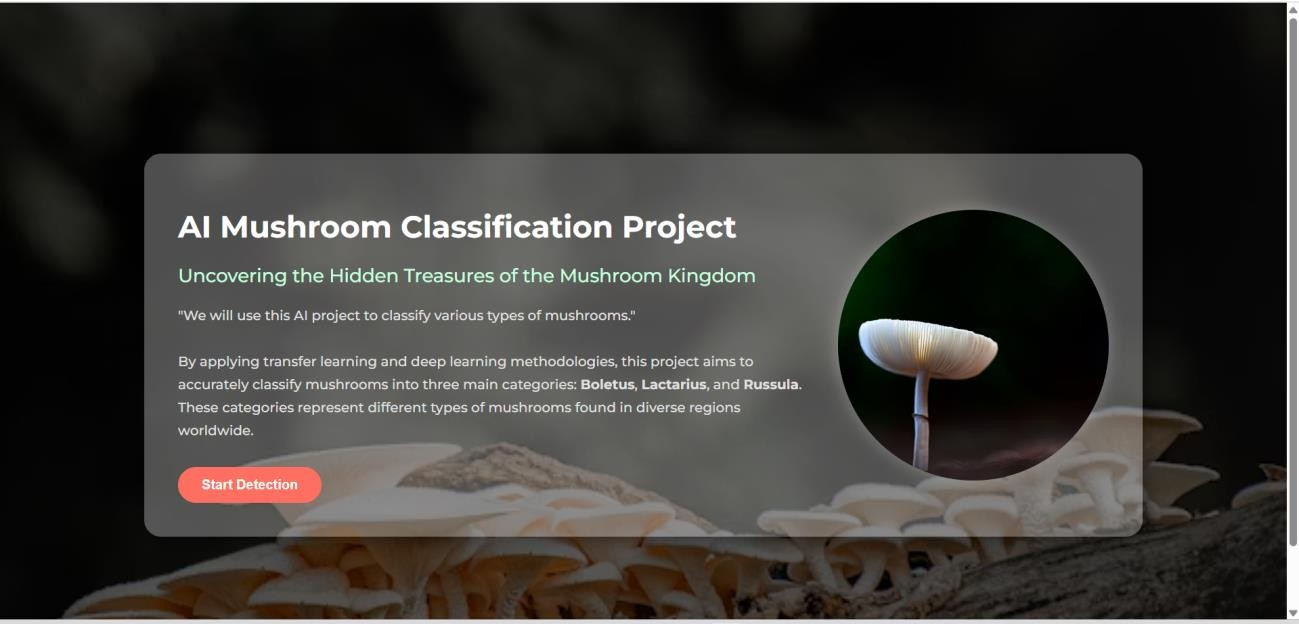 AI Mushroom Classification Project
Uncovering the Hidden Treasures of the Mushroom Kingdom
"We will use this AI project to classify various types of mushrooms."
By applying transfer learning and deep learning methodologies, this project aims to
accurately classify mushrooms into three main categories: Boletus, Lactarius, and Russula.
These categories represent different types of mushrooms found in diverse regions
worldwide.
Start Detection